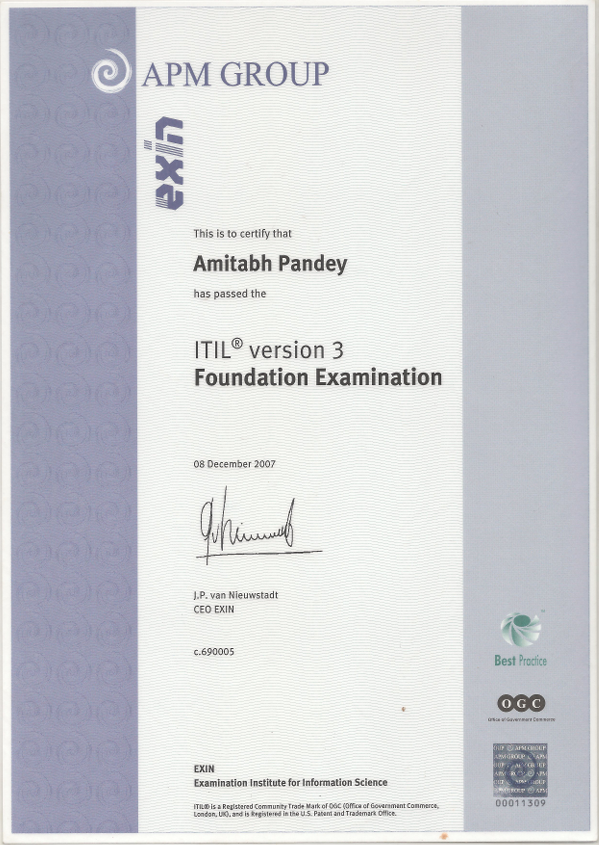 APM GROUP
exin
This is to certify that
Amitabh Pandey
has passed the
ITIL® version 3
Foundation Examination
08 December 2007
J.P. van Nieuwstadt
CEO EXIN
c.690005
Best Practice
OGC
Office of Government Commerce
APM GROUP
00011309
EXIN
Examination Institute for Information Science
ITIL® is a Registered Community Trade Mark of OGC (Office of Government Commerce,
London, UK), and is Registered in the U.S. Patent and Trademark Office.